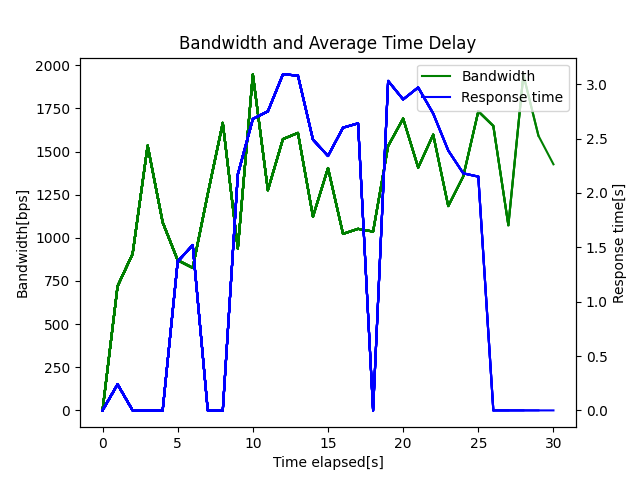 Bandwidth and Average Time Delay
Bandwidth
Response time
2000
1750
1500
1250
1000
750
500
250
0
Bandwidth[bps]
3.0
2.5
2.0
1.5
1.0
0.5
0.0
Response time[s]
0 5 10 15 20 25 30
Time elapsed[s]